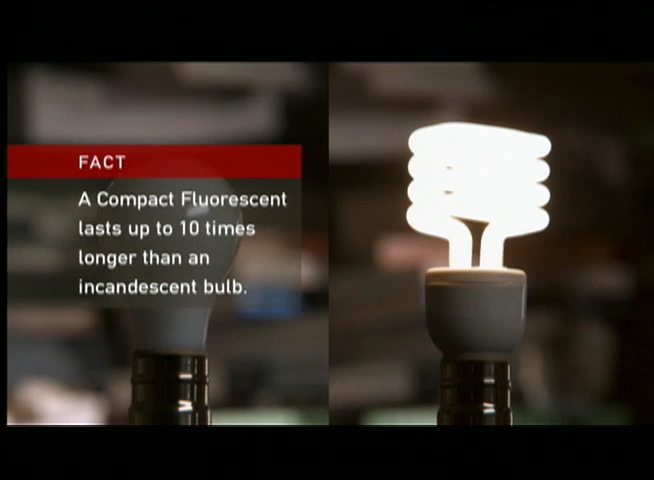 FACT
A Compact Fluorescent
lasts up to 10 times
longer than an
incandescent bulb.